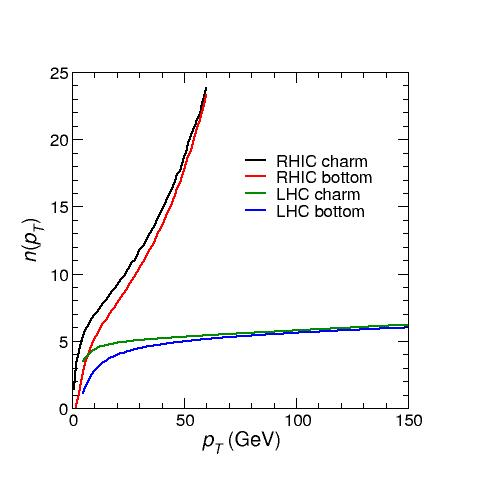 25
20
15
10
5
0
n(p_T)
RHIC charm
RHIC bottom
LHC charm
LHC bottom
0 50 100 150
p_T (GeV)